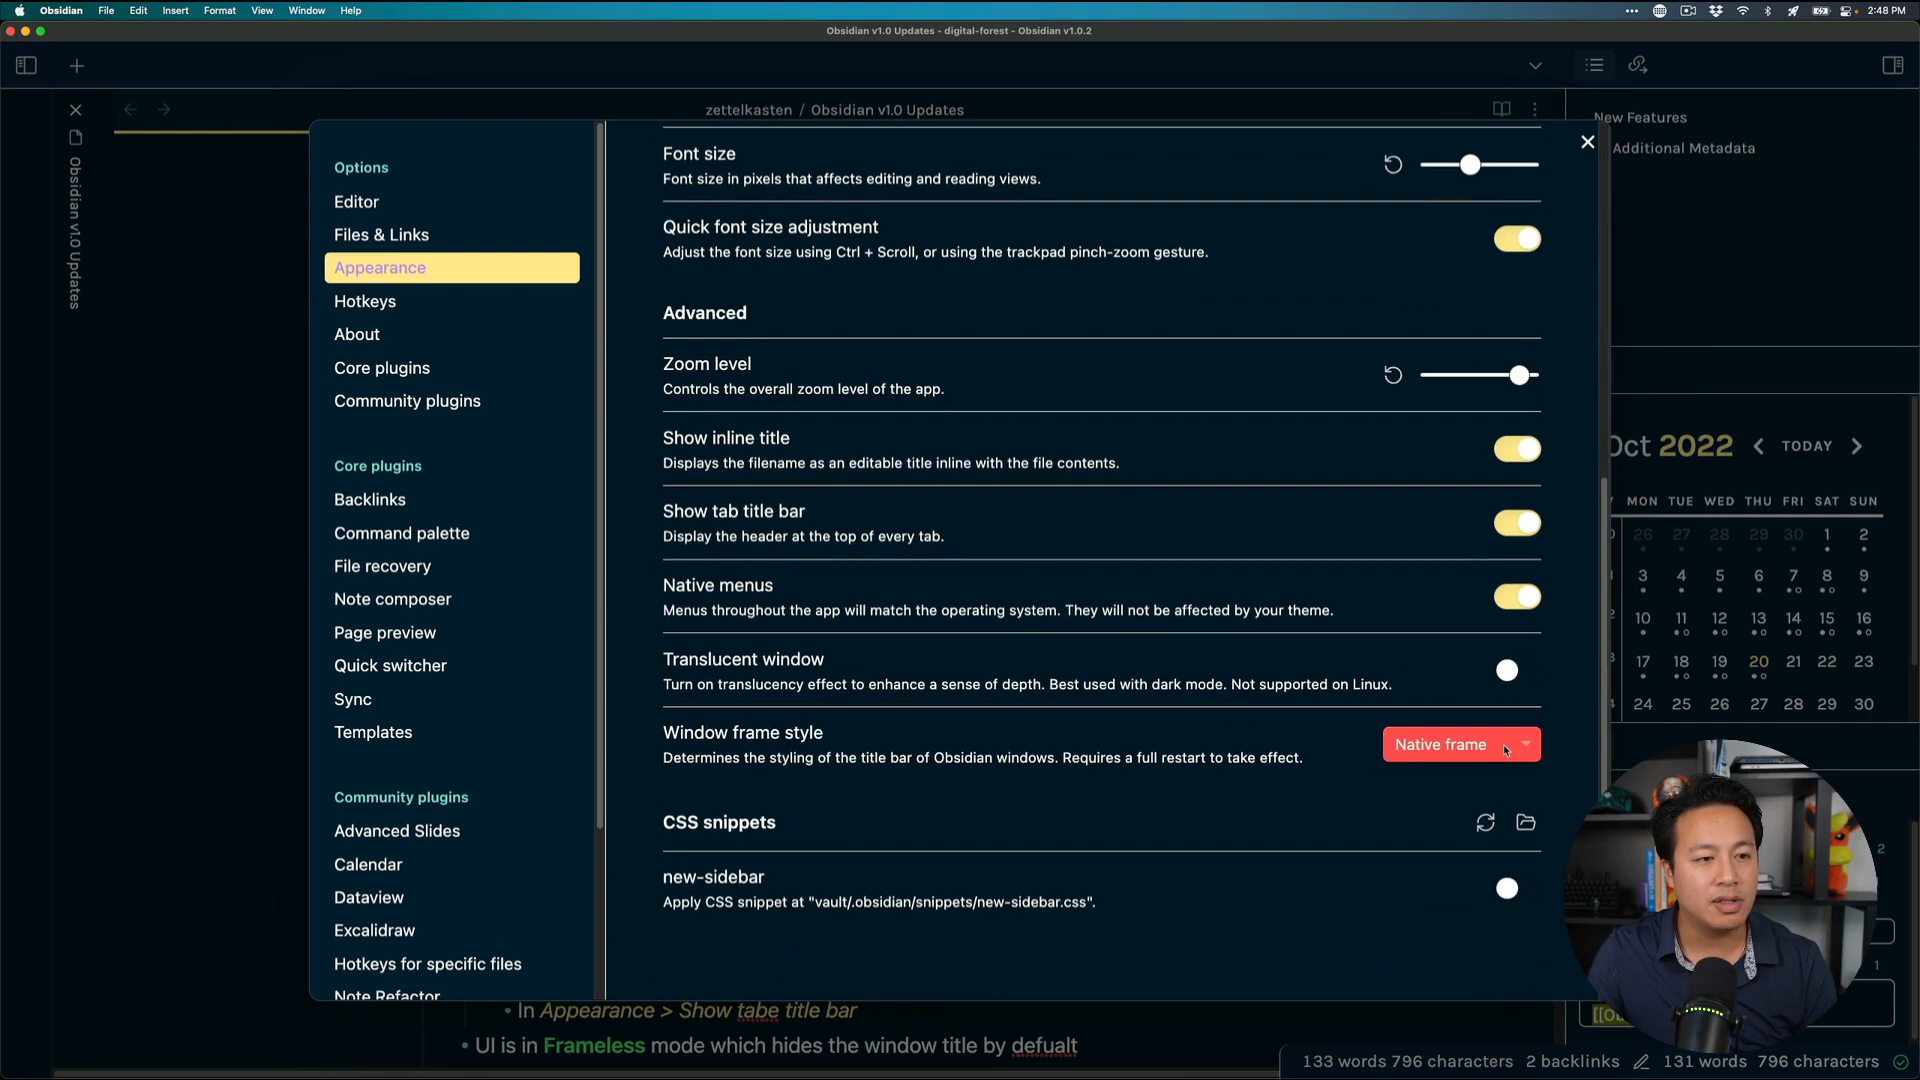 Obsidian File Edit Insert Format View Window Help 2:48 PM
Obsidian v1.0 Updates - digital-forest - Obsidian v1.0.2
zettelkasten / Obsidian v1.0 Updates
Obsidian v1.0 Updates
New Features
Additional Metadata
Options
Editor
Files & Links
Appearance
Hotkeys
About
Core plugins
Community plugins
Core plugins
Backlinks
Command palette
File recovery
Note composer
Page preview
Quick switcher
Sync
Templates
Community plugins
Advanced Slides
Calendar
Dataview
Excalidraw
Hotkeys for specific files
Note Refactor
Font size
Font size in pixels that affects editing and reading views.
Quick font size adjustment
Adjust the font size using Ctrl + Scroll, or using the trackpad pinch-zoom gesture.
Advanced
Zoom level
Controls the overall zoom level of the app.
Show inline title
Displays the filename as an editable title inline with the file contents.
Show tab title bar
Display the header at the top of every tab.
Native menus
Menus throughout the app will match the operating system. They will not be affected by your theme.
Translucent window
Turn on translucency effect to enhance a sense of depth. Best used with dark mode. Not supported on Linux.
Window frame style
Determines the styling of the title bar of Obsidian windows. Requires a full restart to take effect.
Native frame
CSS snippets
new-sidebar
Apply CSS snippet at "vault/.obsidian/snippets/new-sidebar.css".
Oct 2022 TODAY
MON TUE WED THU FRI SAT SUN
26 27 28 29 30 1 2
3 4 5 6 7 8 9
10 11 12 13 14 15 16
17 18 19 20 21 22 23
24 25 26 27 28 29 30
2
1
• In Appearance > Show tabe title bar
• UI is in Frameless mode which hides the window title by defualt
133 words 796 characters 2 backlinks 131 words 796 characters